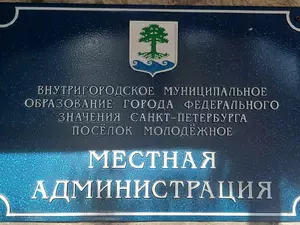 ВНУТРИГОРОДСКОЕ МУНИЦИПАЛЬНОЕ
ОБРАЗОВАНИЕ ГОРОДА ФЕДЕРАЛЬНОГО
ЗНАЧЕНИЯ САНКТ-ПЕТЕРБУРГА
ПОСЁЛОК МОЛОДЁЖНОЕ
МЕСТНАЯ
АДМИНИСТРАЦИЯ